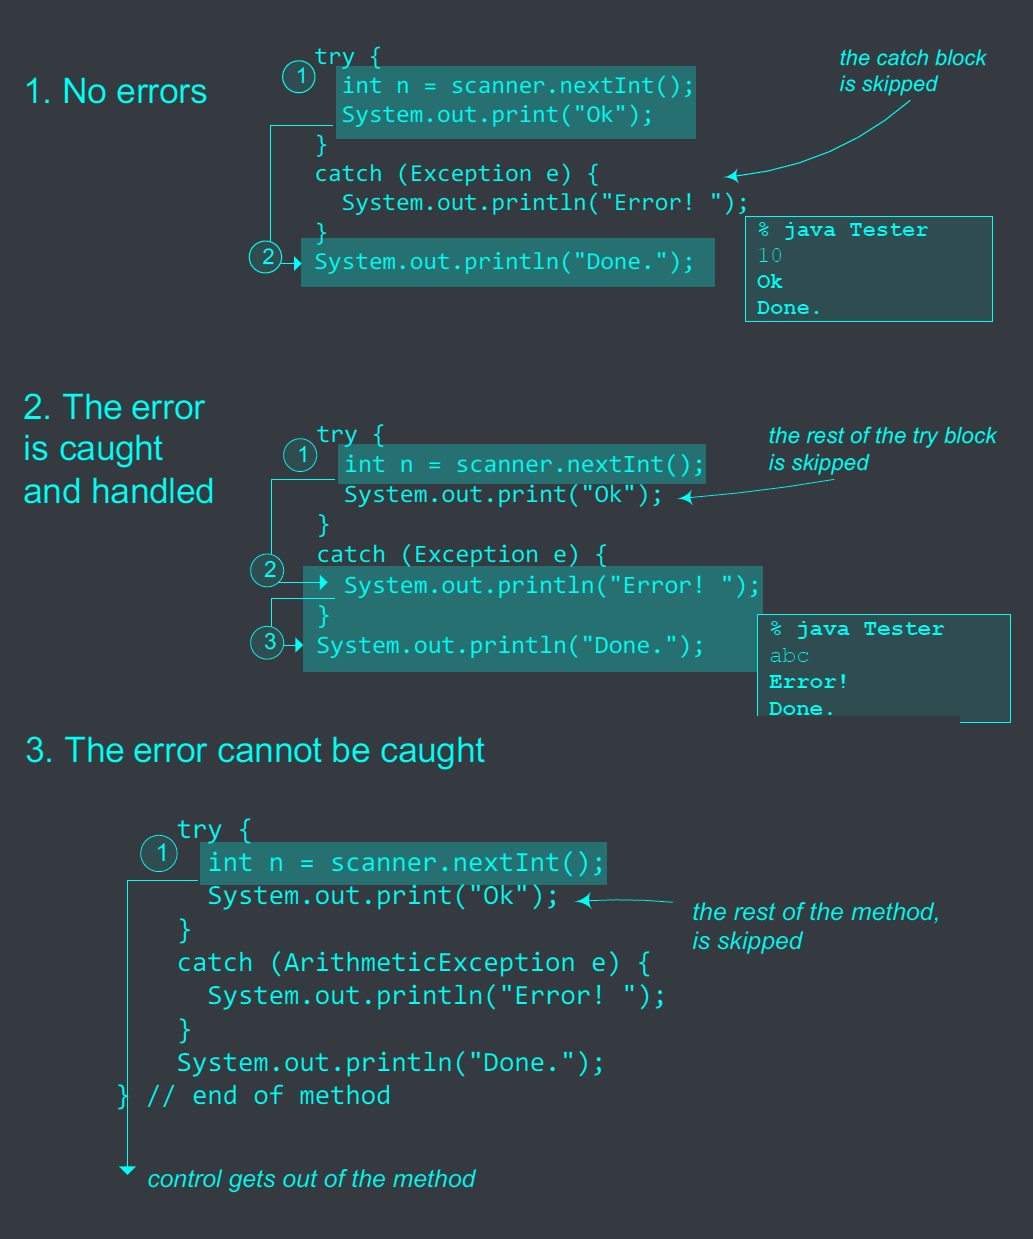 1. No errors
1
try {
int n = scanner.nextInt();
System.out.print("Ok");
}
catch (Exception e) {
System.out.println("Error! ");
}
2
System.out.println("Done.");
the catch block
is skipped
% java Tester
10
Ok
Done.
2. The error
is caught
and handled
1
try {
int n = scanner.nextInt();
System.out.print("Ok");
}
catch (Exception e) {
2
System.out.println("Error! ");
}
3
System.out.println("Done.");
the rest of the try block
is skipped
% java Tester
abc
Error!
Done.
3. The error cannot be caught
1
try {
int n = scanner.nextInt();
System.out.print("Ok");
}
catch (ArithmeticException e) {
System.out.println("Error! ");
}
System.out.println("Done.");
} // end of method
the rest of the method,
is skipped
control gets out of the method